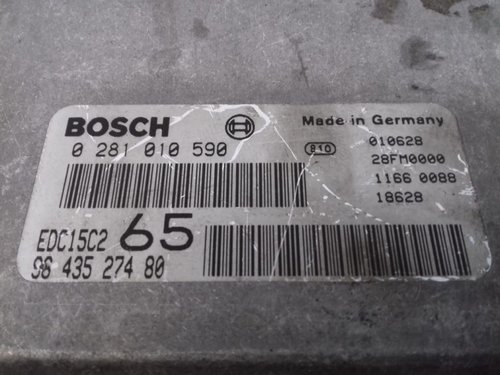 BOSCH
Made in Germany
0 281 010 590
810
010628
28FM0000
1166 0088
18628
EDC15C2 65
96 435 274 80